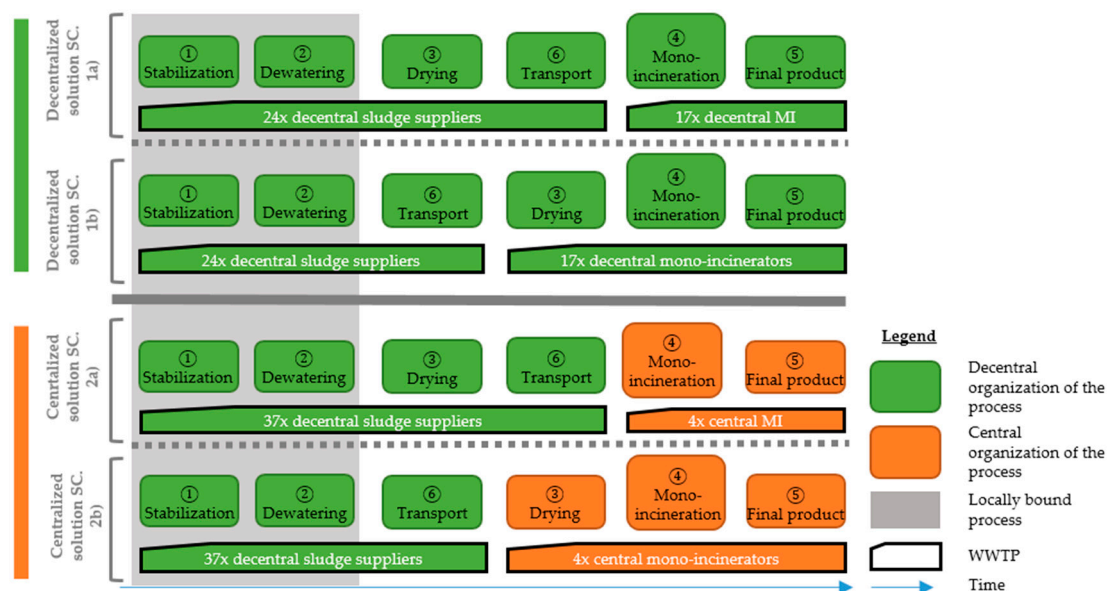 Decentralized
solution SC.
1a)
①
Stabilization
②
Dewatering
③
Drying
⑥
Transport
④
Mono-
incineration
⑤
Final product
24x decentral sludge suppliers
17x decentral MI
Decentralized
solution SC.
1b)
①
Stabilization
②
Dewatering
⑥
Transport
③
Drying
④
Mono-
incineration
⑤
Final product
24x decentral sludge suppliers
17x decentral mono-incinerators
Cenrtalized
solution SC.
2a)
①
Stabilization
②
Dewatering
③
Drying
⑥
Transport
④
Mono-
incineration
⑤
Final product
37x decentral sludge suppliers
4x central MI
Centralized
solution SC.
2b)
①
Stabilization
②
Dewatering
⑥
Transport
③
Drying
④
Mono-
incineration
⑤
Final product
37x decentral sludge suppliers
4x central mono-incinerators
Legend
Decentral
organization of the
process
Central
organization of the
process
Locally bound
process
WWTP
Time